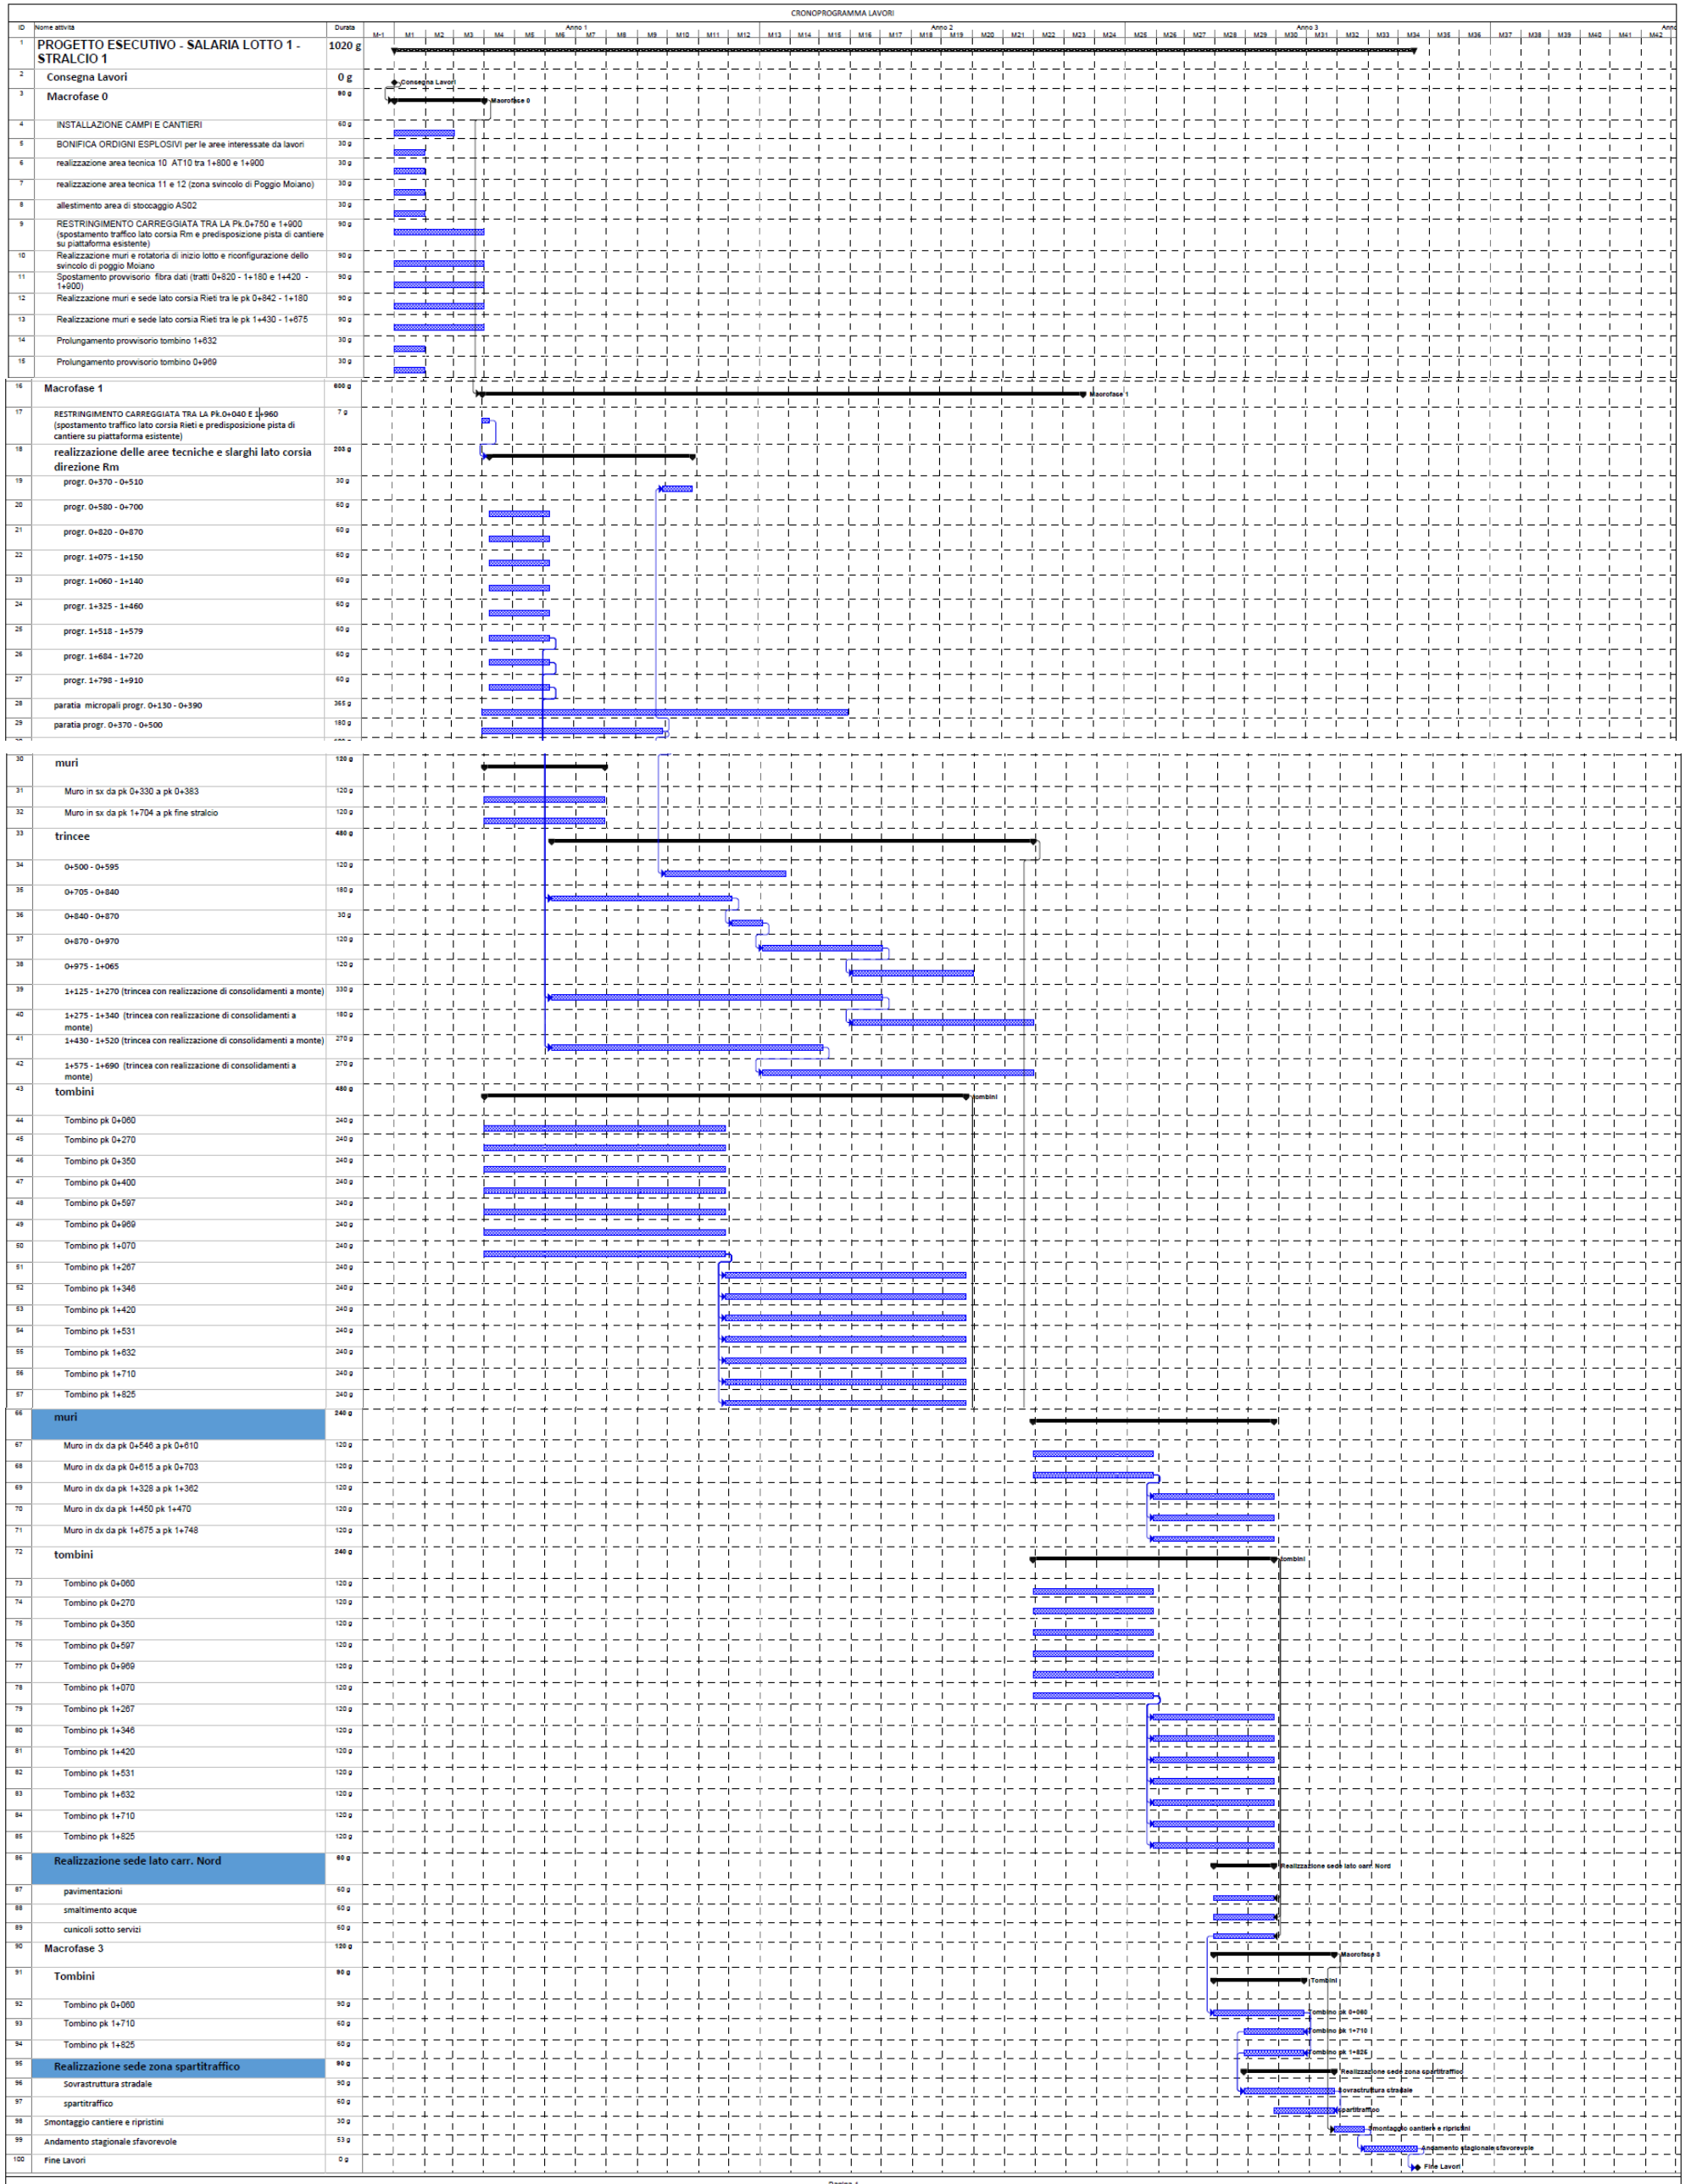 CRONOPROGRAMMA LAVORI
ID Nome attività Durata Anno 1 Anno 2 Anno 3
M-1 M1 M2 M3 M4 M5 M6 M7 M8 M9 M10 M11 M12 M13 M14 M15 M16 M17 M18 M19 M20 M21 M22 M23 M24 M25 M26 M27 M28 M29 M30 M31 M32 M33 M34 M35 M36 M37 M38 M39 M40 M41 M42
1 PROGETTO ESECUTIVO - SALARIA LOTTO 1 - 1020 g
STRALCIO 1
2 Consegna Lavori 0 g Consegna Lavori
3 Macrofase 0 90 g Macrofase 0
4 INSTALLAZIONE CAMPI E CANTIERI 60 g
5 BONIFICA ORDIGNI ESPLOSIVI per le aree interessate da lavori 30 g
6 realizzazione area tecnica 10 AT10 tra 1+800 e 1+900 30 g
7 realizzazione area tecnica 11 e 12 (zona svincolo di Poggio Moiano) 30 g
8 allestimento area di stoccaggio AS02 30 g
9 RESTRINGIMENTO CARREGGIATA TRA LA Pk.0+750 e 1+900 90 g
(spostamento traffico lato corsia Rm e predisposizione pista di cantiere
su piattaforma esistente)
10 Realizzazione muri e rotatoria di inizio lotto e riconfigurazione dello 90 g
svincolo di poggio Moiano
11 Spostamento provvisorio fibra dati (tratti 0+820 - 1+180 e 1+420 - 90 g
1+900)
12 Realizzazione muri e sede lato corsia Rieti tra le pk 0+842 - 1+180 90 g
13 Realizzazione muri e sede lato corsia Rieti tra le pk 1+430 - 1+675 90 g
14 Prolungamento provvisorio tombino 1+632 30 g
15 Prolungamento provvisorio tombino 0+969 30 g
16 Macrofase 1 600 g Macrofase 1
17 RESTRINGIMENTO CARREGGIATA TRA LA Pk.0+040 E 1+960 7 g
(spostamento traffico lato corsia Rieti e predisposizione pista di
cantiere su piattaforma esistente)
18 realizzazione delle aree tecniche e slarghi lato corsia 203 g
direzione Rm
19 progr. 0+370 - 0+510 30 g
20 progr. 0+580 - 0+700 60 g
21 progr. 0+820 - 0+870 60 g
22 progr. 1+075 - 1+150 60 g
23 progr. 1+060 - 1+140 60 g
24 progr. 1+325 - 1+460 60 g
25 progr. 1+518 - 1+579 60 g
26 progr. 1+684 - 1+720 60 g
27 progr. 1+798 - 1+910 60 g
28 paratia micropali progr. 0+130 - 0+390 365 g
29 paratia progr. 0+370 - 0+500 180 g
30 muri 120 g
31 Muro in sx da pk 0+330 a pk 0+383 120 g
32 Muro in sx da pk 1+704 a pk fine stralcio 120 g
33 trincee 480 g
34 0+500 - 0+595 120 g
35 0+705 - 0+840 180 g
36 0+840 - 0+870 30 g
37 0+870 - 0+970 120 g
38 0+975 - 1+065 120 g
39 1+125 - 1+270 (trincea con realizzazione di consolidamenti a monte) 330 g
40 1+275 - 1+340 (trincea con realizzazione di consolidamenti a 180 g
monte)
41 1+430 - 1+520 (trincea con realizzazione di consolidamenti a monte) 270 g
42 1+575 - 1+690 (trincea con realizzazione di consolidamenti a 270 g
monte)
43 tombini 480 g tombini
44 Tombino pk 0+060 240 g
45 Tombino pk 0+270 240 g
46 Tombino pk 0+350 240 g
47 Tombino pk 0+400 240 g
48 Tombino pk 0+597 240 g
49 Tombino pk 0+969 240 g
50 Tombino pk 1+070 240 g
51 Tombino pk 1+267 240 g
52 Tombino pk 1+346 240 g
53 Tombino pk 1+420 240 g
54 Tombino pk 1+531 240 g
55 Tombino pk 1+632 240 g
56 Tombino pk 1+710 240 g
57 Tombino pk 1+825 240 g
66 muri 240 g
67 Muro in dx da pk 0+546 a pk 0+610 120 g
68 Muro in dx da pk 0+615 a pk 0+703 120 g
69 Muro in dx da pk 1+328 a pk 1+362 120 g
70 Muro in dx da pk 1+450 pk 1+470 120 g
71 Muro in dx da pk 1+675 a pk 1+748 120 g
72 tombini 240 g tombini
73 Tombino pk 0+060 120 g
74 Tombino pk 0+270 120 g
75 Tombino pk 0+350 120 g
76 Tombino pk 0+597 120 g
77 Tombino pk 0+969 120 g
78 Tombino pk 1+070 120 g
79 Tombino pk 1+267 120 g
80 Tombino pk 1+346 120 g
81 Tombino pk 1+420 120 g
82 Tombino pk 1+531 120 g
83 Tombino pk 1+632 120 g
84 Tombino pk 1+710 120 g
85 Tombino pk 1+825 120 g
86 Realizzazione sede lato carr. Nord 60 g Realizzazione sede lato carr. Nord
87 pavimentazioni 60 g
88 smaltimento acque 60 g
89 cunicoli sotto servizi 60 g
90 Macrofase 3 120 g Macrofase 3
91 Tombini 90 g Tombini
92 Tombino pk 0+060 90 g Tombino pk 0+060
93 Tombino pk 1+710 60 g Tombino pk 1+710
94 Tombino pk 1+825 60 g Tombino pk 1+825
95 Realizzazione sede zona spartitraffico 90 g Realizzazione sede zona spartitraffico
96 Sovrastruttura stradale 90 g Sovrastruttura stradale
97 spartitraffico 60 g spartitraffico
98 Smontaggio cantiere e ripristini 30 g Smontaggio cantiere e ripristini
99 Andamento stagionale sfavorevole 53 g Andamento stagionale sfavorevole
100 Fine Lavori 0 g Fine Lavori